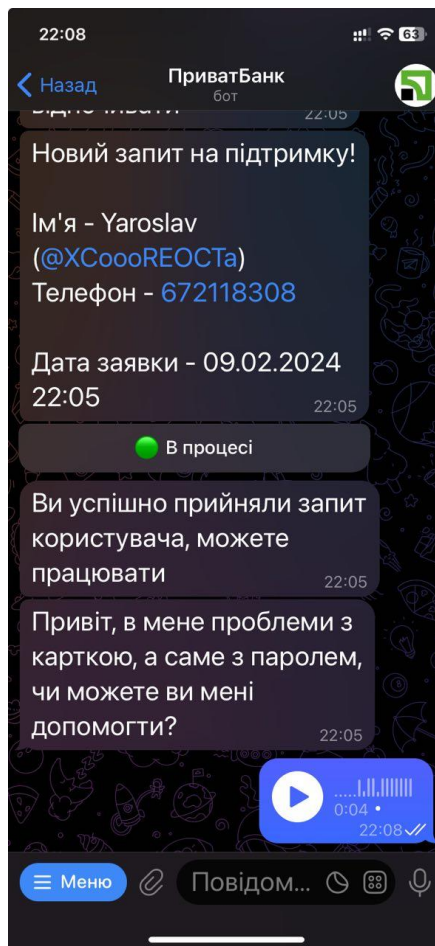 22:08
63
Назад
ПриватБанк
бот
відпочивати
22:05
Новий запит на підтримку!
Ім'я - Yaroslav
(@XCoooREOCTa)
Телефон - 672118308
Дата заявки - 09.02.2024
22:05
22:05
В процесі
Ви успішно прийняли запит
користувача, можете
працювати
22:05
Привіт, в мене проблеми з
карткою, а саме з паролем,
чи можете ви мені
допомогти?
22:05
0:04
22:08
Меню
Повідом...